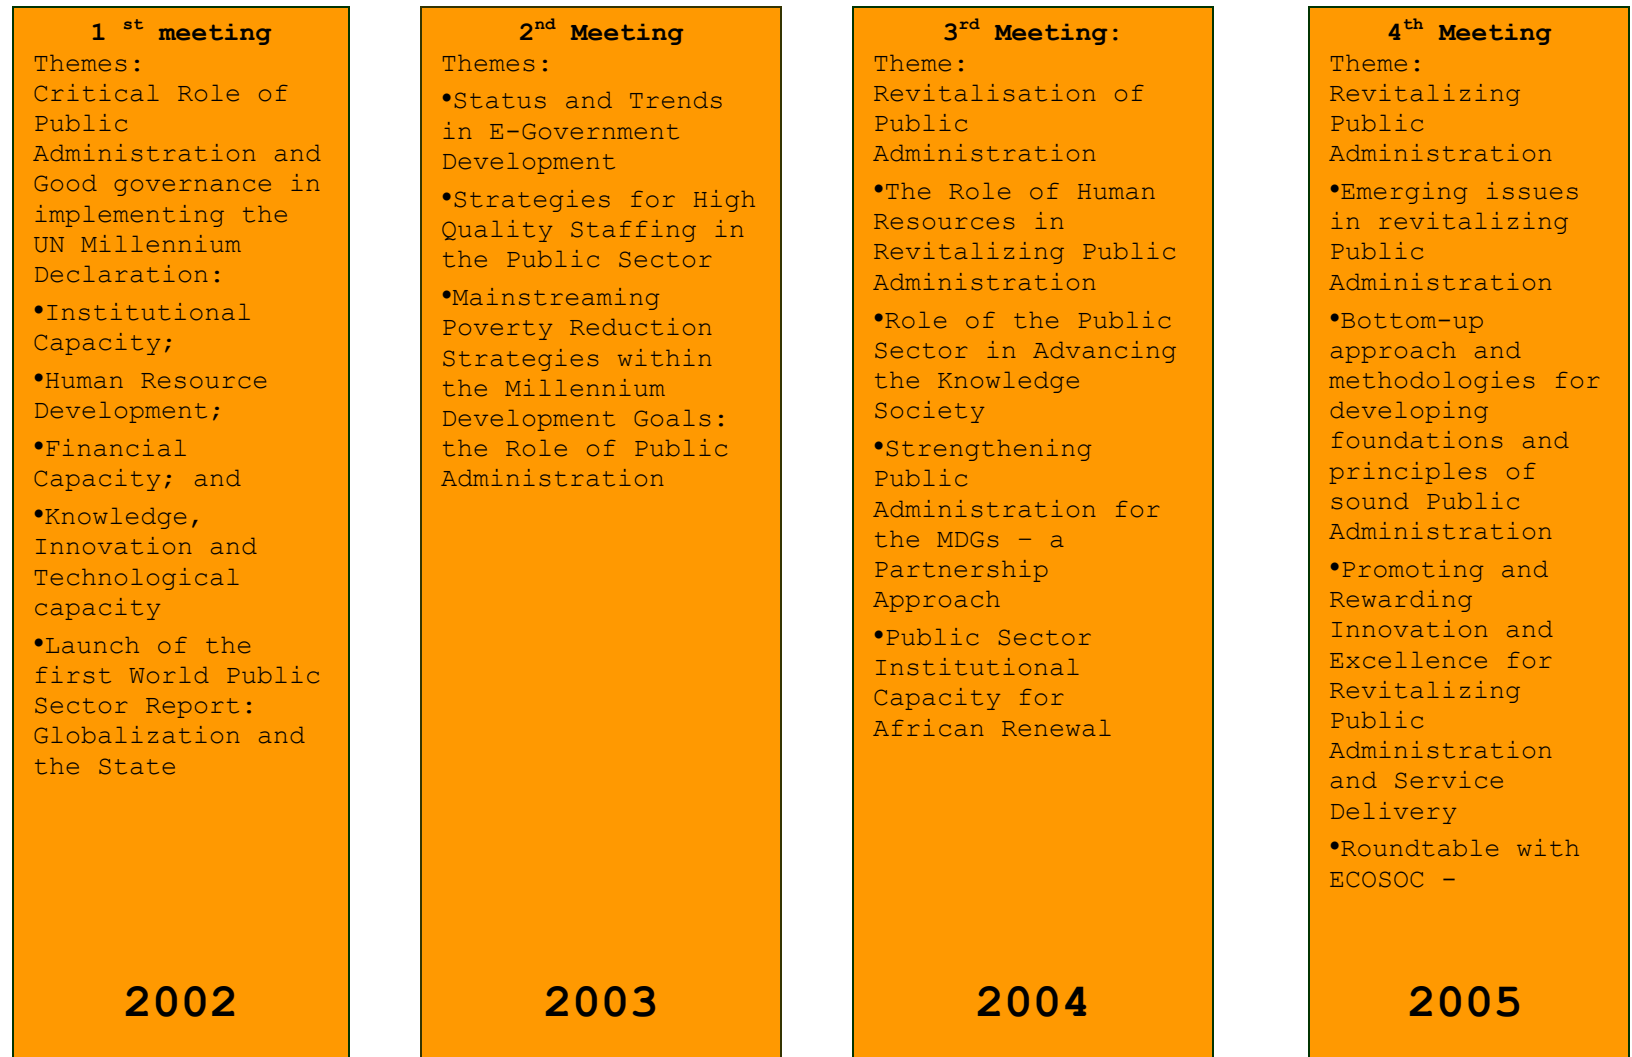 1 st meeting
Themes:
Critical Role of
Public
Administration and
Good governance in
implementing the
UN Millennium
Declaration:
•Institutional
Capacity;
•Human Resource
Development;
•Financial
Capacity; and
•Knowledge,
Innovation and
Technological
capacity
•Launch of the
first World Public
Sector Report:
Globalization and
the State
2002
2nd Meeting
Themes:
•Status and Trends
in E-Government
Development
•Strategies for High
Quality Staffing in
the Public Sector
•Mainstreaming
Poverty Reduction
Strategies within
the Millennium
Development Goals:
the Role of Public
Administration
2003
3rd Meeting:
Theme:
Revitalisation of
Public
Administration
•The Role of Human
Resources in
Revitalizing Public
Administration
•Role of the Public
Sector in Advancing
the Knowledge
Society
•Strengthening
Public
Administration for
the MDGs – a
Partnership
Approach
•Public Sector
Institutional
Capacity for
African Renewal
2004
4th Meeting
Theme:
Revitalizing
Public
Administration
•Emerging issues
in revitalizing
Public
Administration
•Bottom-up
approach and
methodologies for
developing
foundations and
principles of
sound Public
Administration
•Promoting and
Rewarding
Innovation and
Excellence for
Revitalizing
Public
Administration
and Service
Delivery
•Roundtable with
ECOSOC -
2005